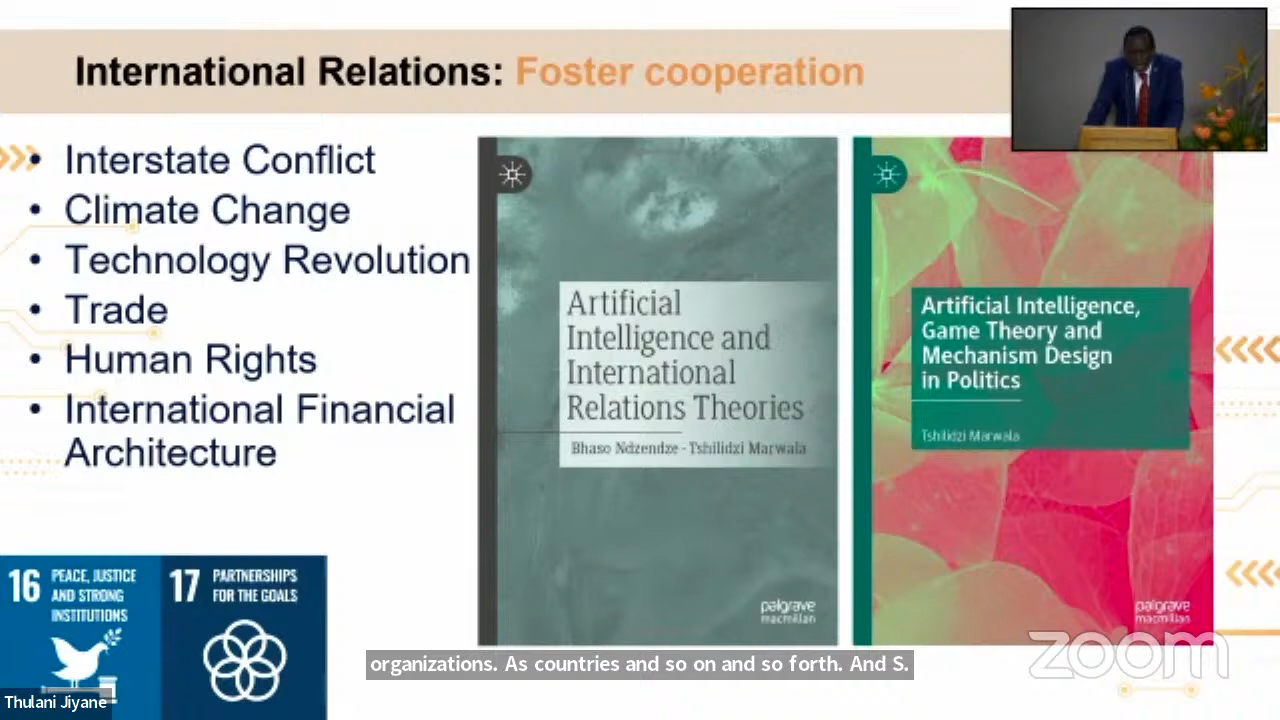 International Relations: Foster cooperation
• Interstate Conflict
• Climate Change
• Technology Revolution
• Trade
• Human Rights
• International Financial
Architecture
Artificial
Intelligence and
International
Relations Theories
Bhaso Ndzendze - Tshilidzi Marwala
palgrave
macmillan
Artificial Intelligence,
Game Theory and
Mechanism Design
in Politics
Tshilidzi Marwala
palgrave
macmillan
16 PEACE, JUSTICE
AND STRONG
INSTITUTIONS
17 PARTNERSHIPS
FOR THE GOALS
organizations. As countries and so on and so forth. And S.
zoom
Thulani Jiyane